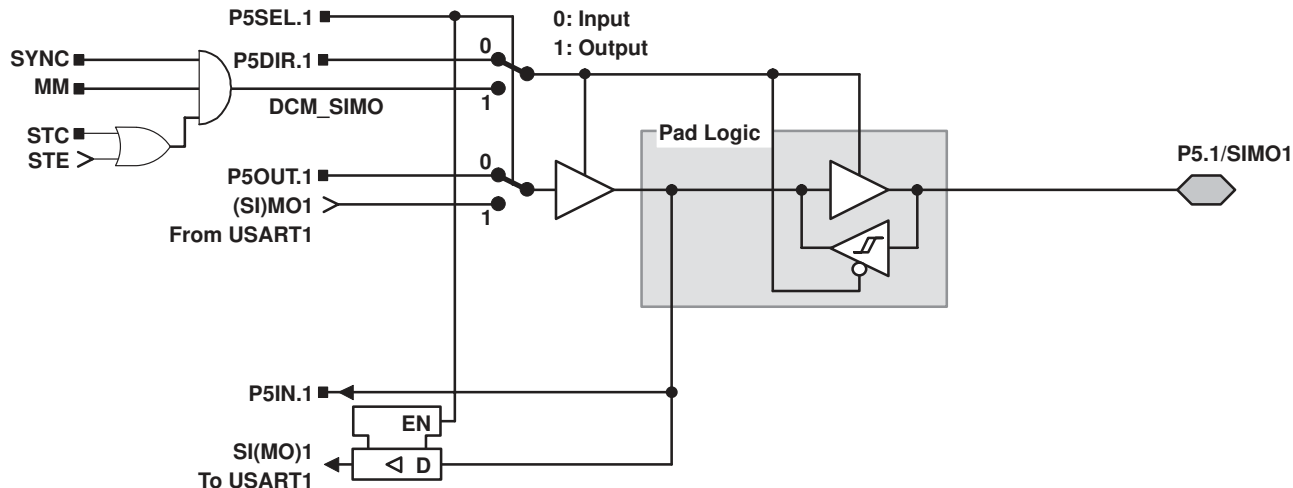 P5SEL.1
0: Input
1: Output
SYNC
P5DIR.1
0
MM
1
DCM_SIMO
STC
STE
Pad Logic
P5.1/SIMO1
P5OUT.1
0
(SI)MO1
1
From USART1
P5IN.1
EN
SI(MO)1
D
To USART1